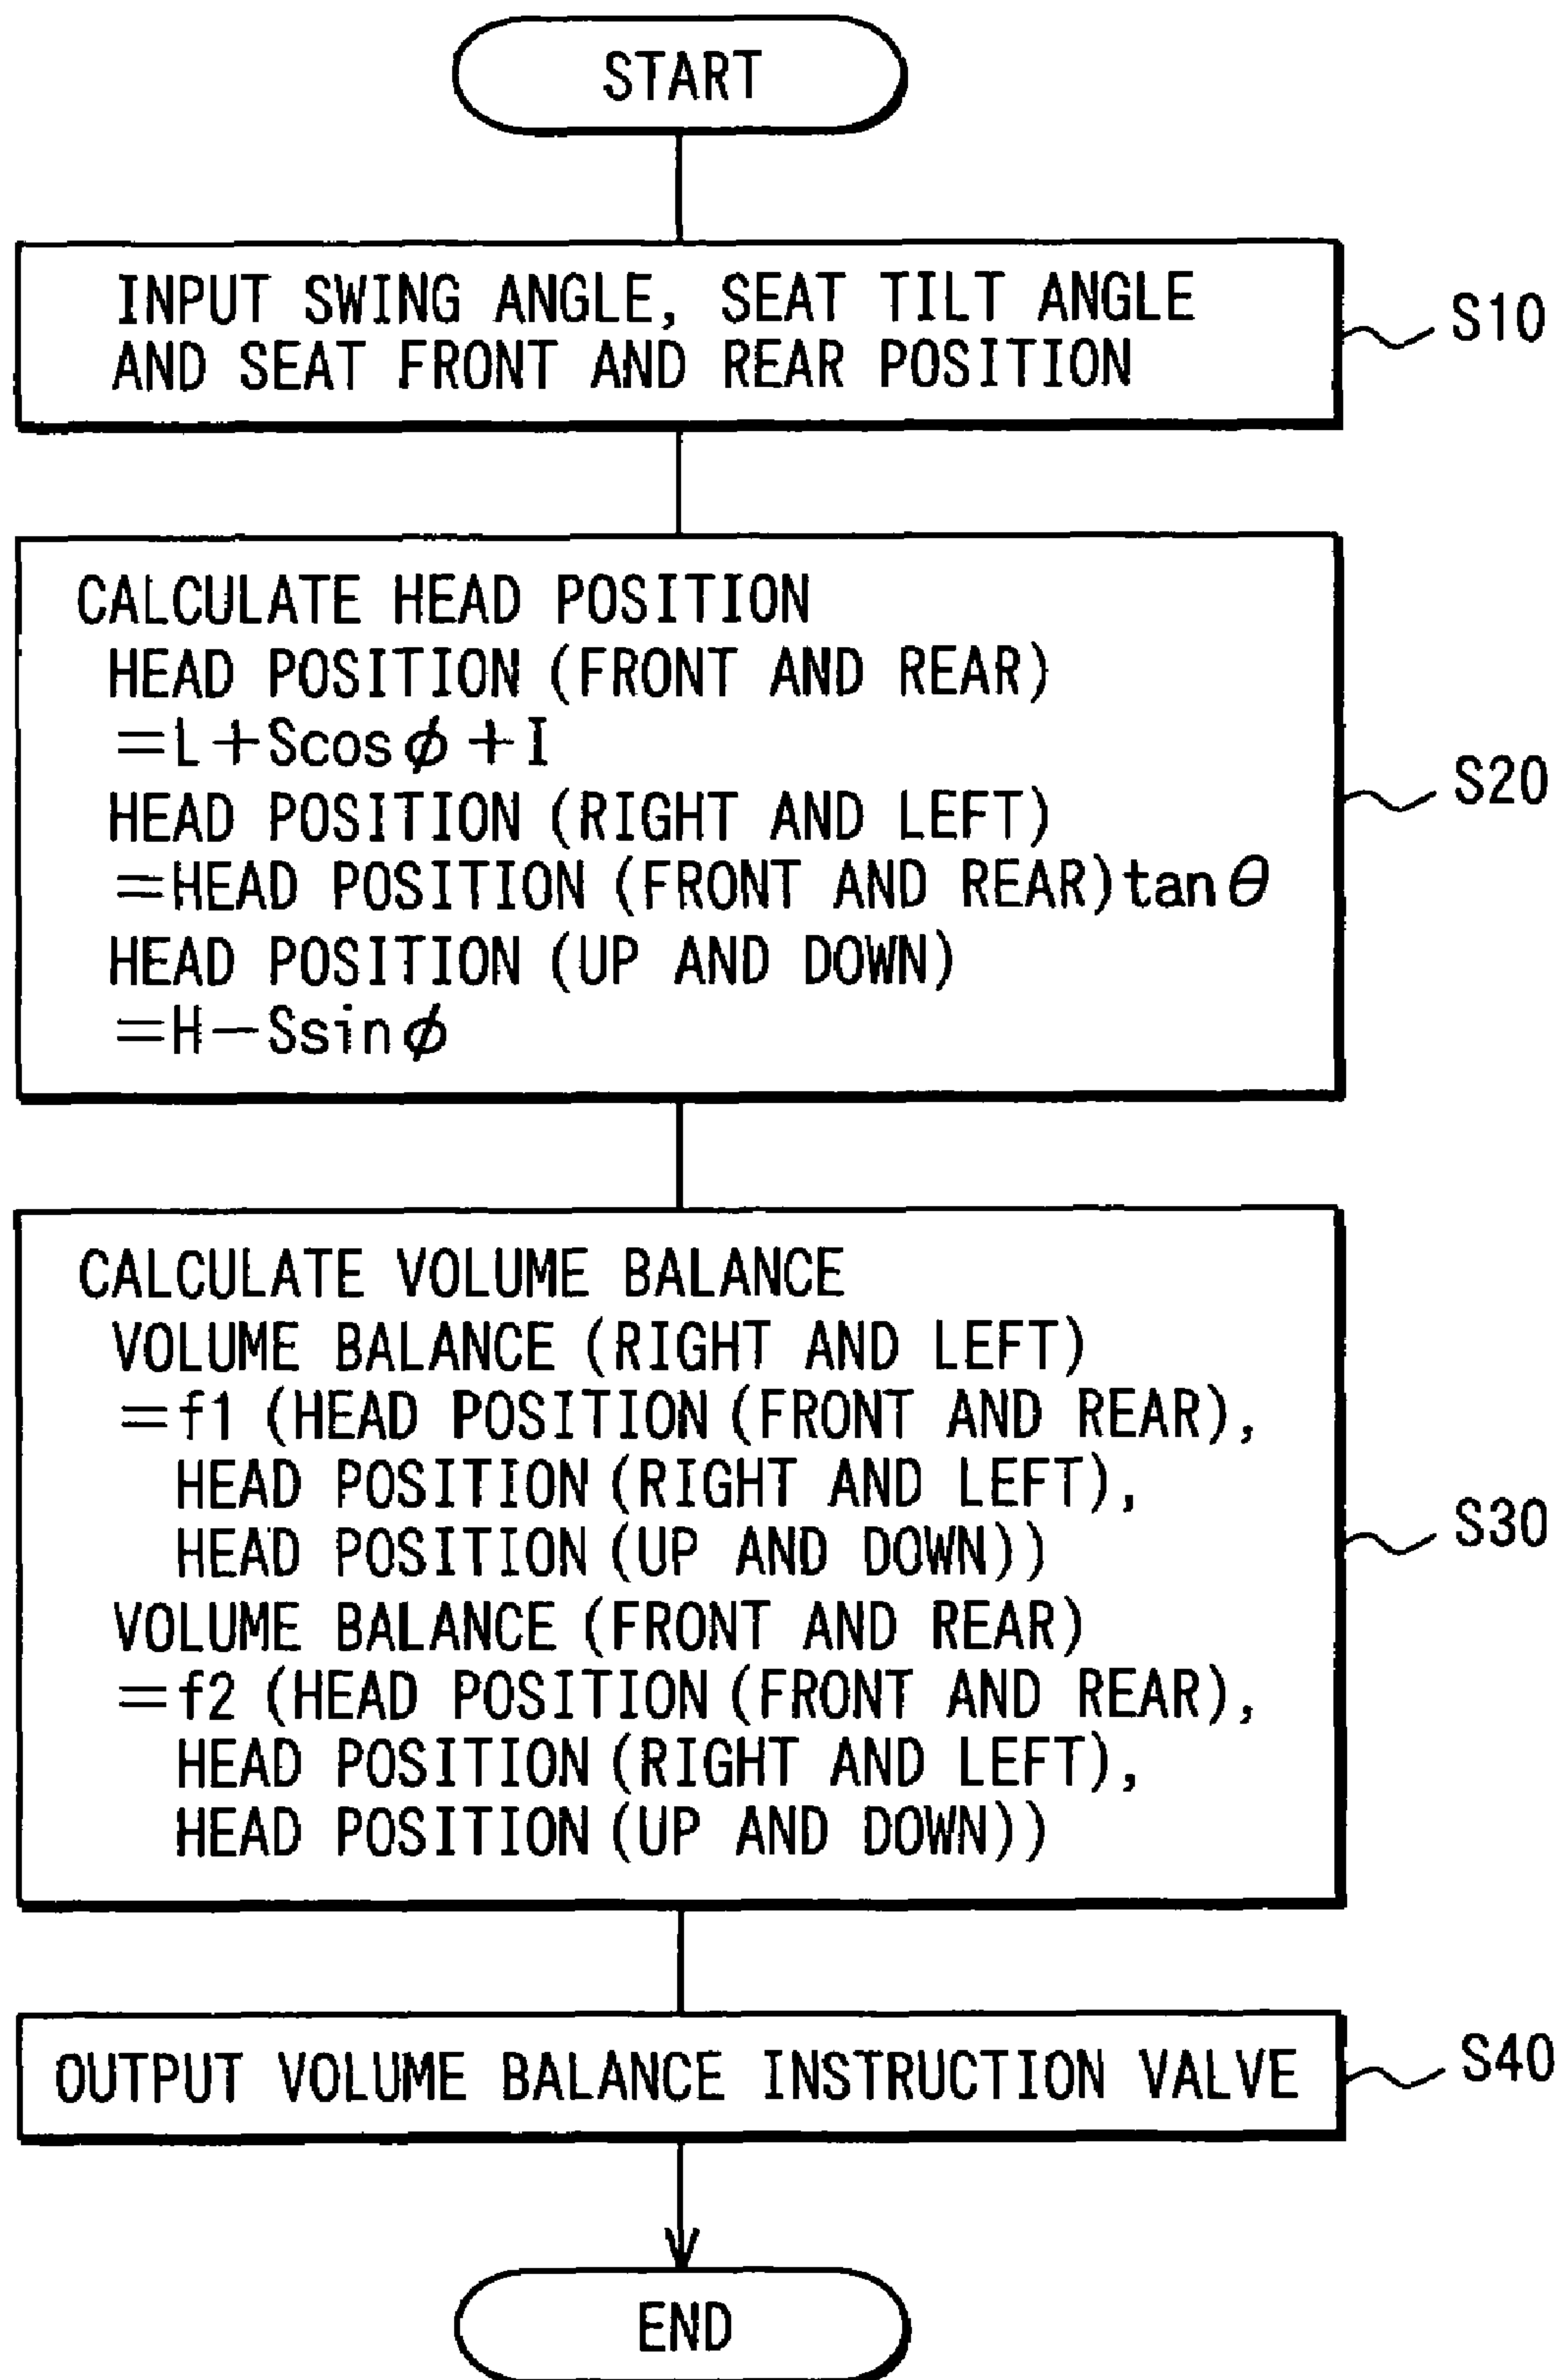 START
INPUT SWING ANGLE, SEAT TILT ANGLE
AND SEAT FRONT AND REAR POSITION
S10
CALCULATE HEAD POSITION
HEAD POSITION (FRONT AND REAR)
=L+Scosϕ+I
HEAD POSITION (RIGHT AND LEFT)
=HEAD POSITION (FRONT AND REAR)tanθ
HEAD POSITION (UP AND DOWN)
=H-Ssinϕ
S20
CALCULATE VOLUME BALANCE
VOLUME BALANCE (RIGHT AND LEFT)
=f1 (HEAD POSITION (FRONT AND REAR),
HEAD POSITION (RIGHT AND LEFT),
HEAD POSITION (UP AND DOWN))
VOLUME BALANCE (FRONT AND REAR)
=f2 (HEAD POSITION (FRONT AND REAR),
HEAD POSITION (RIGHT AND LEFT),
HEAD POSITION (UP AND DOWN))
S30
OUTPUT VOLUME BALANCE INSTRUCTION VALVE
S40
END